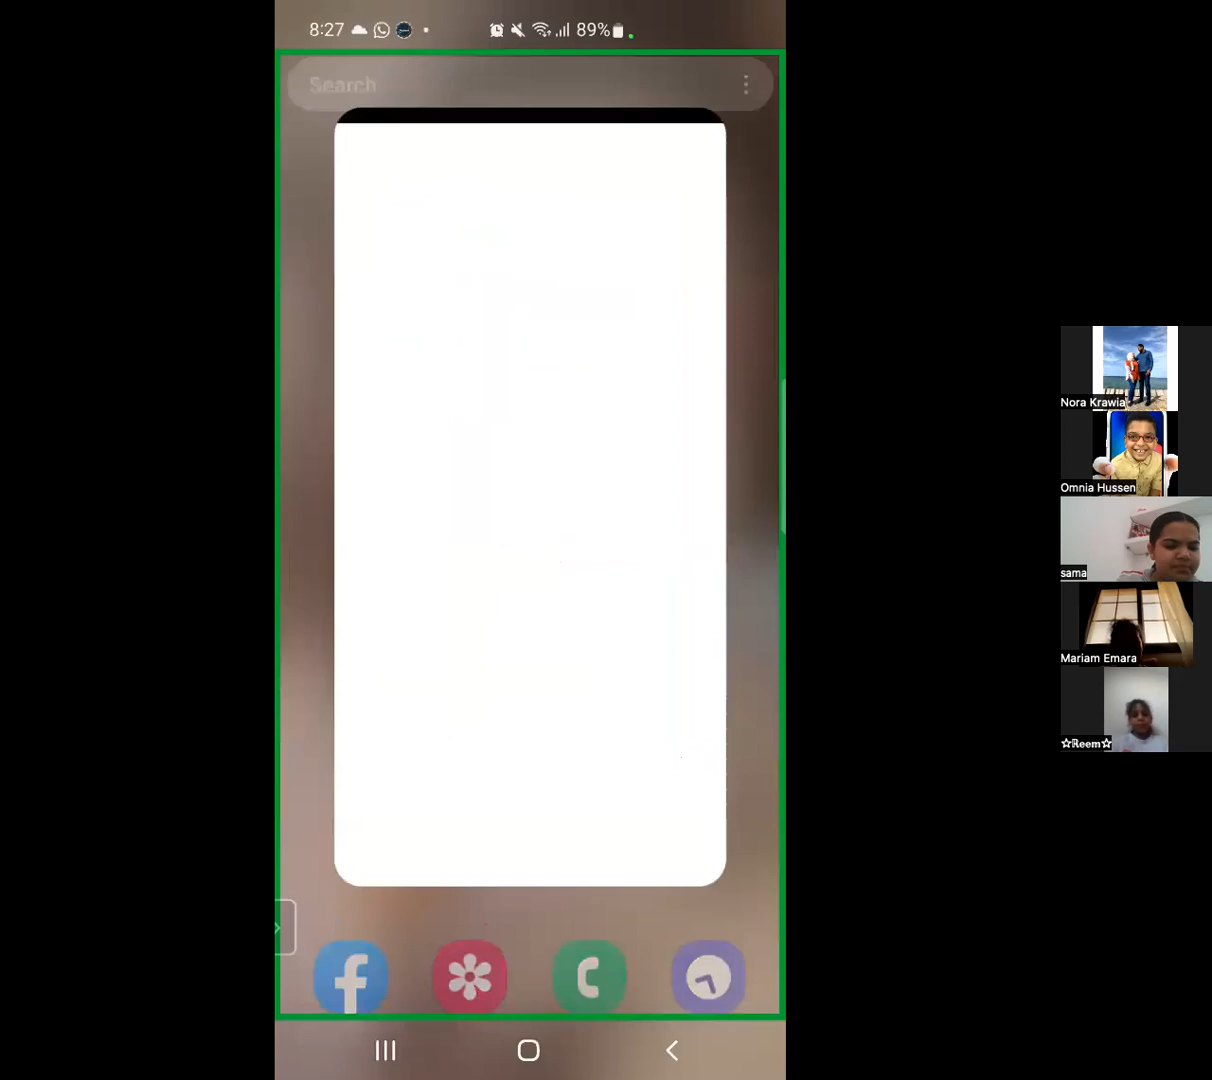 8:27
89%
Search
Nora Krawia
Omnia Hussen
sama
Mariam Emara
☆Reem☆